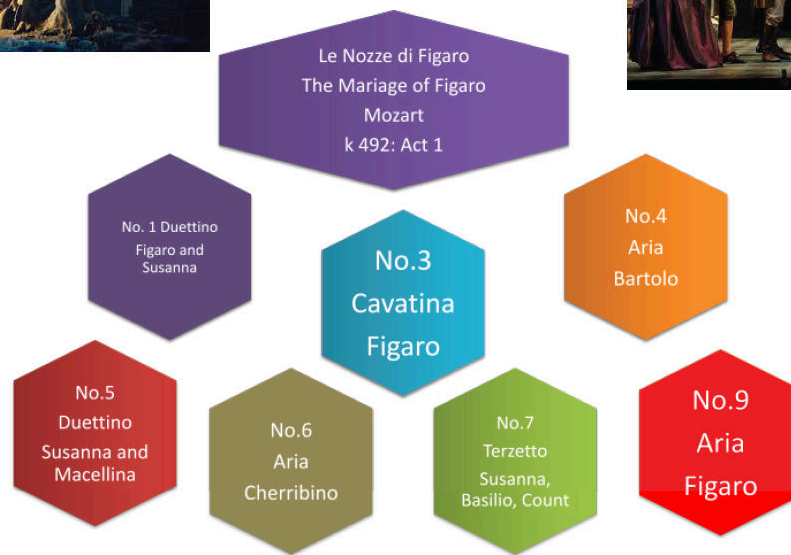 Le Nozze di Figaro
The Mariage of Figaro
Mozart
k 492: Act 1
No. 1 Duettino
Figaro and
Susanna
No.3
Cavatina
Figaro
No.4
Aria
Bartolo
No.5
Duettino
Susanna and
Macellina
No.6
Aria
Cherribino
No.7
Terzetto
Susanna,
Basilio, Count
No.9
Aria
Figaro